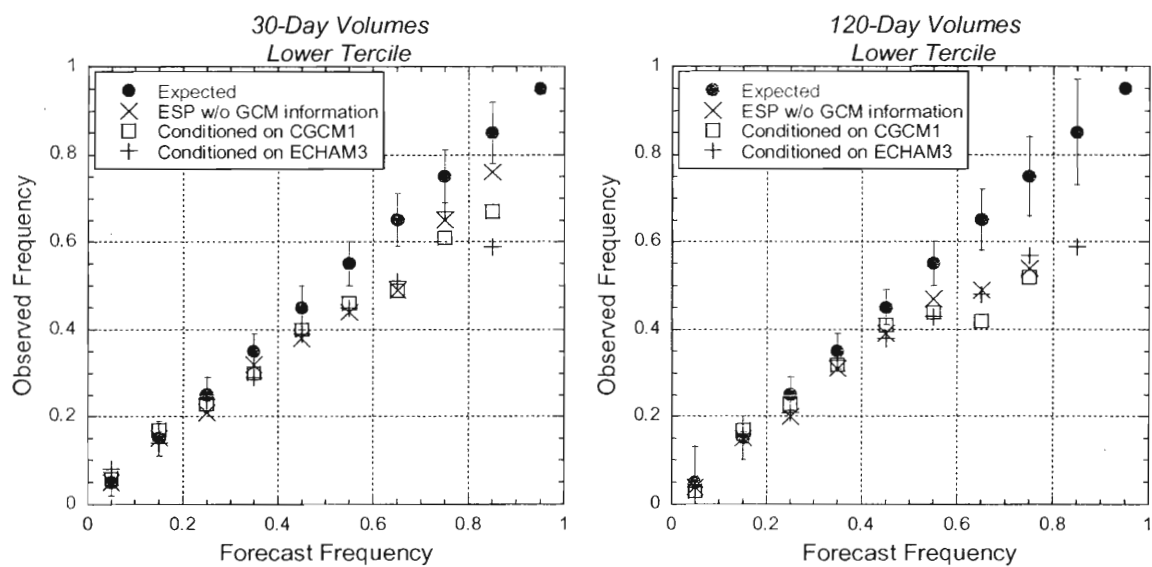 30-Day Volumes
Lower Tercile
Expected
ESP w/o GCM information
Conditioned on CGCM1
Conditioned on ECHAM3
1
0.8
0.6
0.4
0.2
0
Observed Frequency
0 0.2 0.4 0.6 0.8 1
Forecast Frequency
120-Day Volumes
Lower Tercile
Expected
ESP w/o GCM information
Conditioned on CGCM1
Conditioned on ECHAM3
1
0.8
0.6
0.4
0.2
0
Observed Frequency
0 0.2 0.4 0.6 0.8 1
Forecast Frequency